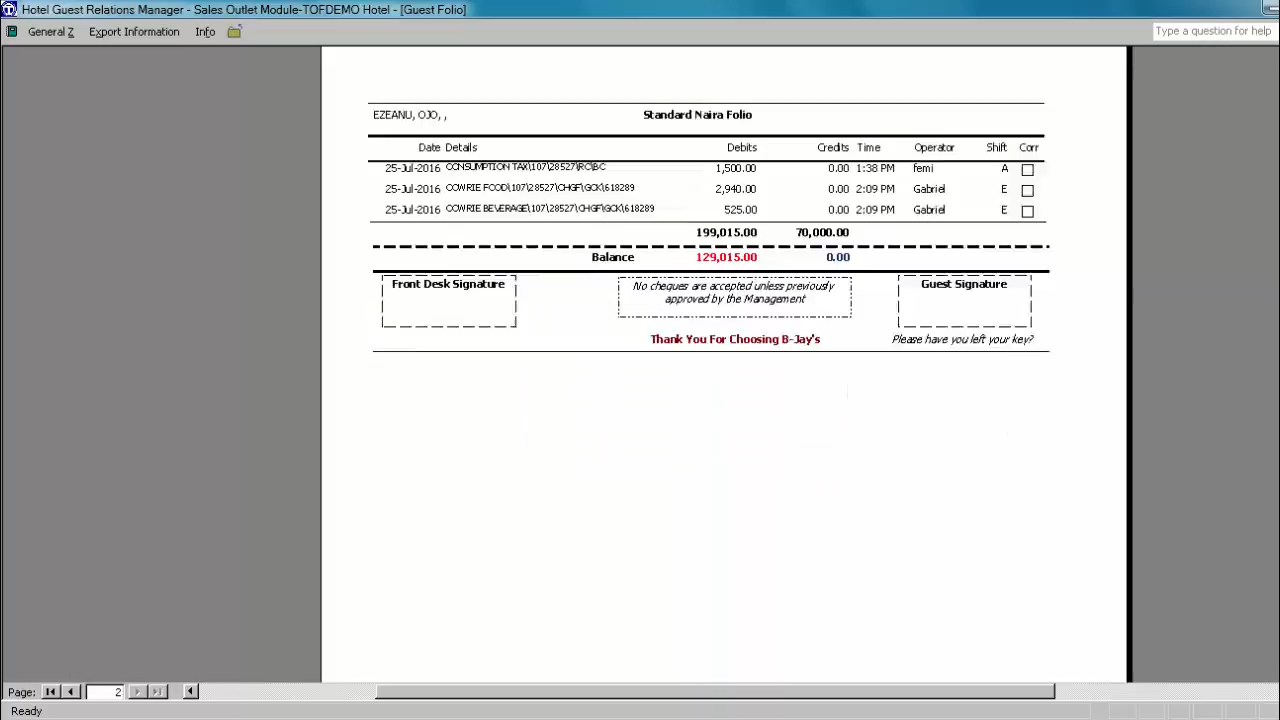 Hotel Guest Relations Manager - Sales Outlet Module-TOFDEMO Hotel - [Guest Folio]
General Z Export Information Info Type a question for help
EZEANU, OJO, , Standard Naira Folio
Date Details Debits Credits Time Operator Shift Corr
25-Jul-2016 CONSUMPTION TAX\107\28527\RC\BC 1,500.00 0.00 1:38 PM femi A
25-Jul-2016 COWRIE FOOD\107\28527\CHGF\GCK\618289 2,940.00 0.00 2:09 PM Gabriel E
25-Jul-2016 COWRIE BEVERAGE\107\28527\CHGF\GCK\618289 525.00 0.00 2:09 PM Gabriel E
199,015.00 70,000.00
Balance 129,015.00 0.00
Front Desk Signature No cheques are accepted unless previously Guest Signature
approved by the Management
Thank You For Choosing B-Jay's Please have you left your key?
Page: 2
Ready